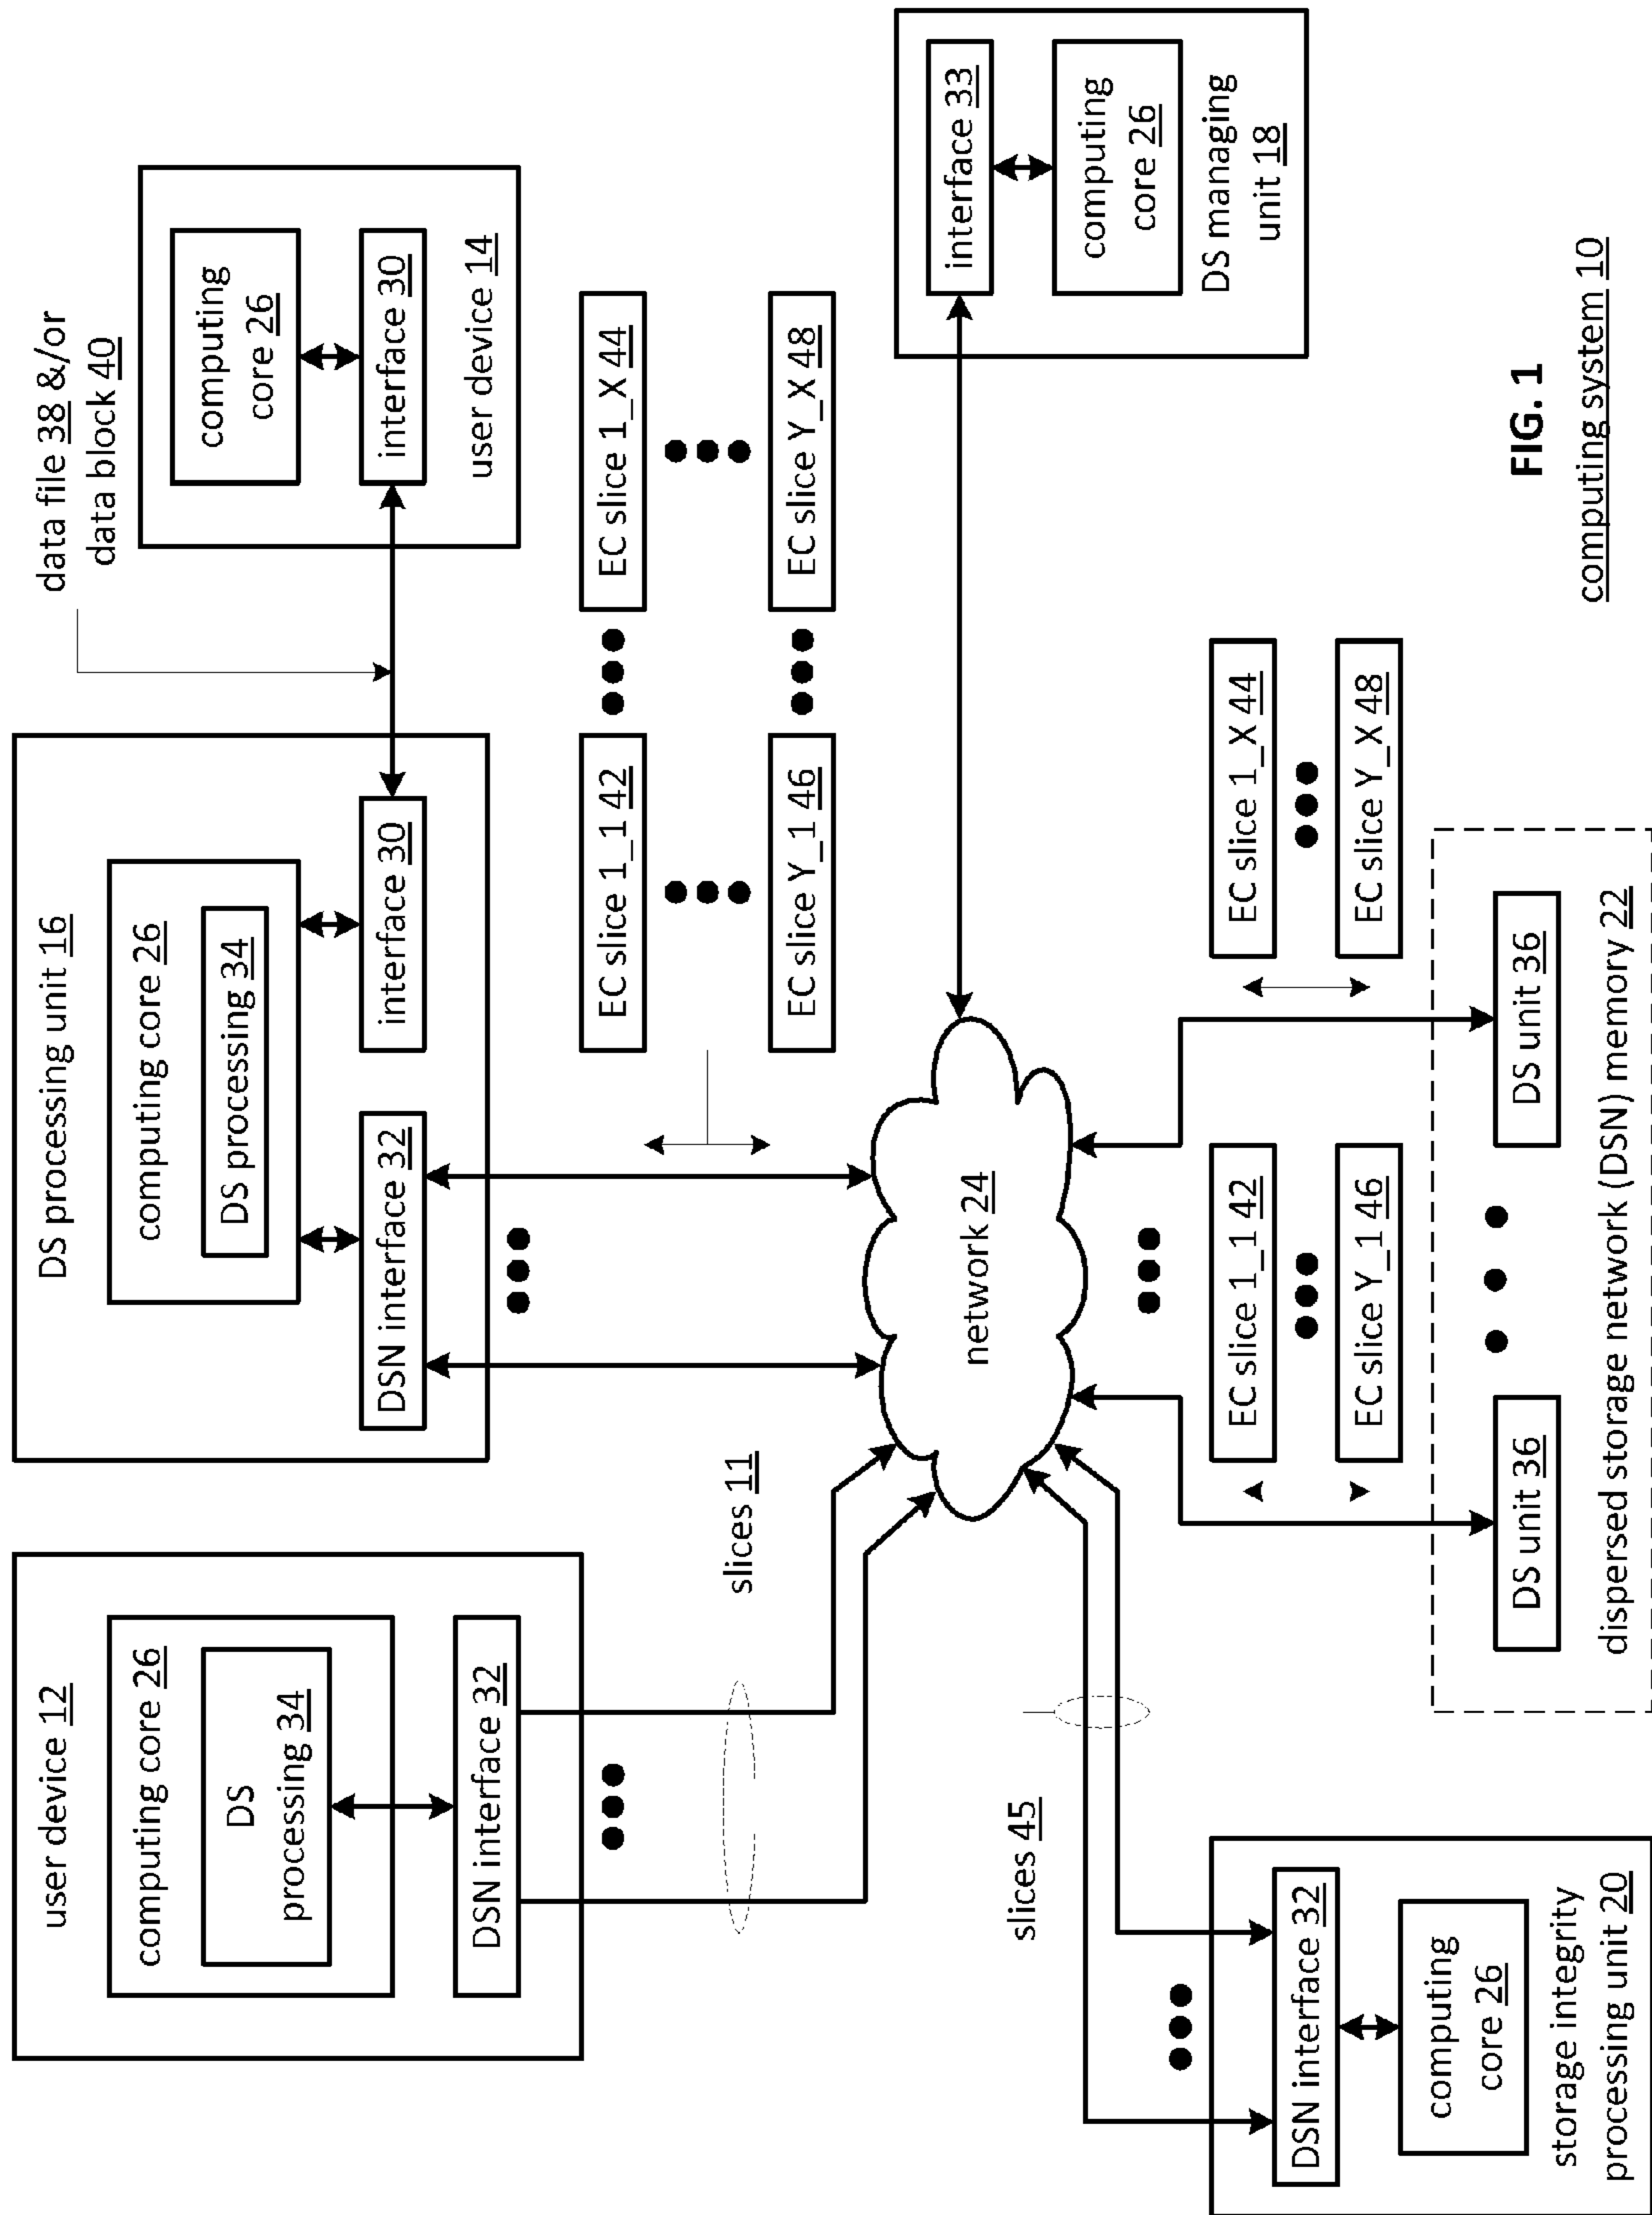 user device 12
computing core 26
DS
processing 34
DSN interface 32
slices 11
DS processing unit 16
computing core 26
DS processing 34
DSN interface 32
interface 30
data file 38 &/or
data block 40
computing
core 26
interface 30
user device 14
EC slice 1_1 42
EC slice 1_X 44
EC slice Y_1 46
EC slice Y_X 48
network 24
interface 33
computing
core 26
DS managing
unit 18
slices 45
DSN interface 32
computing
core 26
storage integrity
processing unit 20
EC slice 1_1 42
EC slice Y_1 46
EC slice 1_X 44
EC slice Y_X 48
DS unit 36
DS unit 36
dispersed storage network (DSN) memory 22
FIG. 1
computing system 10